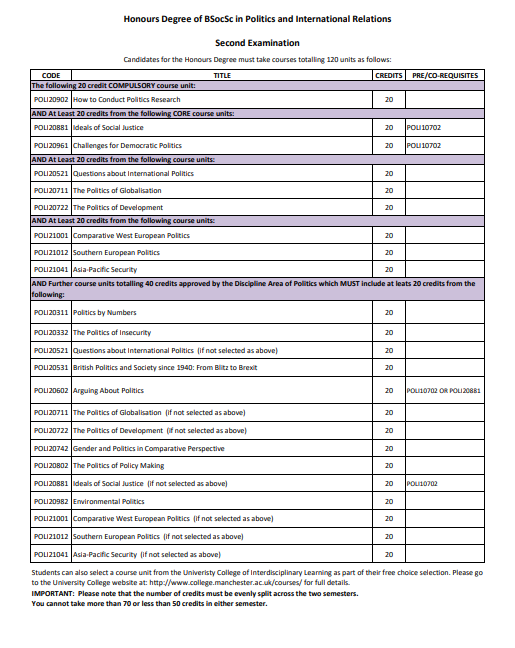 Honours Degree of BSocSc in Politics and International Relations
Second Examination
Candidates for the Honours Degree must take courses totalling 120 units as follows:
CODE TITLE CREDITS PRE/CO-REQUISITES
The following 20 credit COMPULSORY course unit:
POLI20902 How to Conduct Politics Research 20
AND At Least 20 credits from the following CORE course units:
POLI20881 Ideals of Social Justice 20 POLI10702
POLI20961 Challenges for Democratic Politics 20 POLI10702
AND At Least 20 credits from the following course units:
POLI20521 Questions about International Politics 20
POLI20711 The Politics of Globalisation 20
POLI20722 The Politics of Development 20
AND At Least 20 credits from the following course units:
POLI21001 Comparative West European Politics 20
POLI21012 Southern European Politics 20
POLI21041 Asia-Pacific Security 20
AND Further course units totalling 40 credits approved by the Discipline Area of Politics which MUST include at leats 20 credits from the
following:
POLI20311 Politics by Numbers 20
POLI20332 The Politics of Insecurity 20
POLI20521 Questions about International Politics (if not selected as above) 20
POLI20531 British Politics and Society since 1940: From Blitz to Brexit 20
POLI20602 Arguing About Politics 20 POLI10702 OR POLI20881
POLI20711 The Politics of Globalisation (if not selected as above) 20
POLI20722 The Politics of Development (if not selected as above) 20
POLI20742 Gender and Politics in Comparative Perspective 20
POLI20802 The Politics of Policy Making 20
POLI20881 Ideals of Social Justice (if not selected as above) 20 POLI10702
POLI20982 Environmental Politics 20
POLI21001 Comparative West European Politics (if not selected as above) 20
POLI21012 Southern European Politics (if not selected as above) 20
POLI21041 Asia-Pacific Security (if not selected as above) 20
Students can also select a course unit from the Univeristy College of Interdisciplinary Learning as part of their free choice selection. Please go
to the University College website at: http://www.college.manchester.ac.uk/courses/ for full details.
IMPORTANT: Please note that the number of credits must be evenly split across the two semesters.
You cannot take more than 70 or less than 50 credits in either semester.